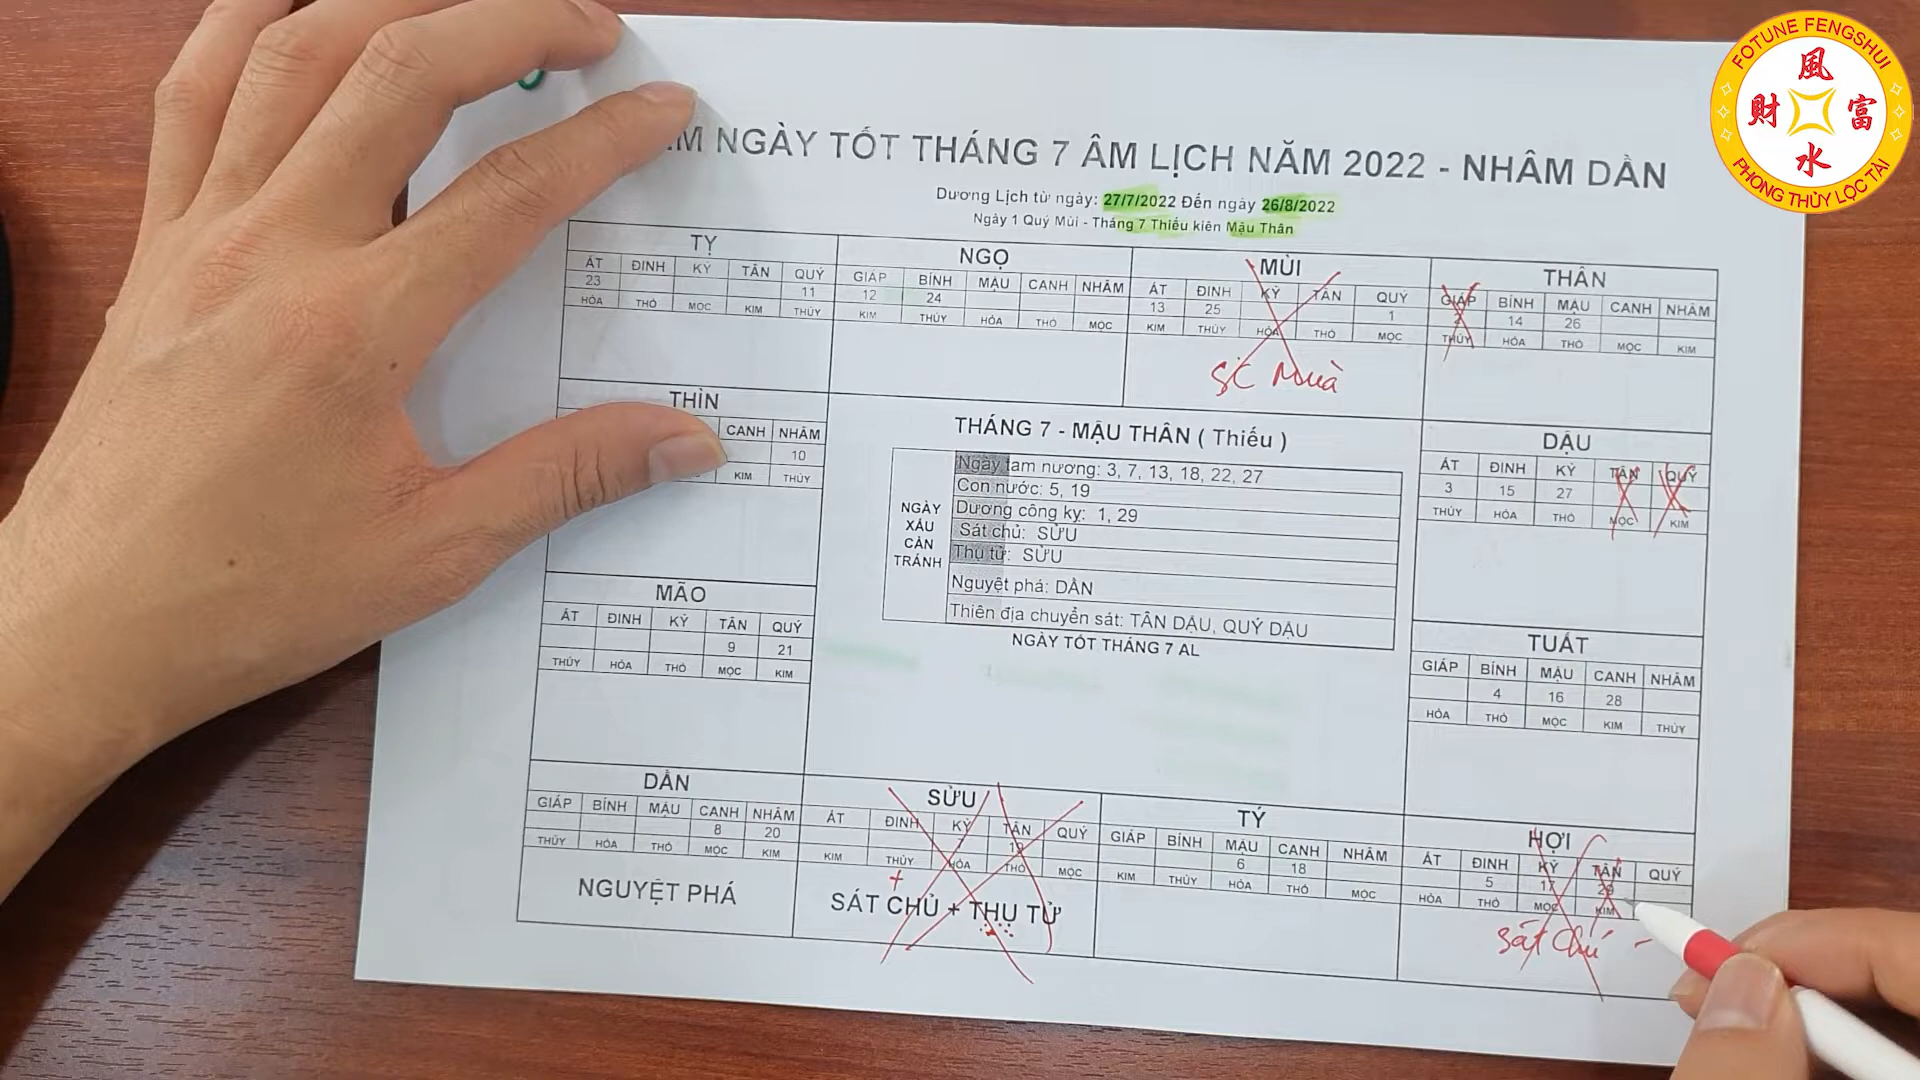 FOTUNE FENGSHUI
風
財 富
水
PHONG THỦY LỘC TÀI
NGÀY TỐT THÁNG 7 ÂM LỊCH NĂM 2022 - NHÂM DẦN
Dương Lịch từ ngày: 27/7/2022 Đến ngày 26/8/2022
Ngày 1 Quý Mùi - Tháng 7 Thiếu kiên Mậu Thân
TỴ
ẤT ĐINH KỶ TÂN QUÝ
23 11
HỎA THỔ MỘC KIM THỦY
NGỌ
GIÁP BÍNH MẬU CANH NHÂM
12 24
KIM THỦY HỎA THỔ MỘC
MÙI
ẤT ĐINH KỶ TÂN QUÝ
13 25 1
KIM THỦY HỎA THỔ MỘC
SC Mùa
THÂN
GIÁP BÍNH MẬU CANH NHÂM
14 26
THỦY HỎA THỔ MỘC KIM
THÌN
CANH NHÂM
10
KIM THỦY
THÁNG 7 - MẬU THÂN ( Thiếu )
NGÀY XẤU CẦN TRÁNH
Ngày tam nương: 3, 7, 13, 18, 22, 27
Con nước: 5, 19
Dương công kỵ: 1, 29
Sát chủ: SỬU
Thụ tử: SỬU
Nguyệt phá: DẦN
Thiên địa chuyển sát: TÂN DẬU, QUÝ DẬU
NGÀY TỐT THÁNG 7 AL
DẬU
ẤT ĐINH KỶ TÂN QUÝ
3 15 27
THỦY HỎA THỔ MỘC KIM
MÃO
ẤT ĐINH KỶ TÂN QUÝ
9 21
THỦY HỎA THỔ MỘC KIM
TUẤT
GIÁP BÍNH MẬU CANH NHÂM
4 16 28
HỎA THỔ MỘC KIM THỦY
DẦN
GIÁP BÍNH MẬU CANH NHÂM
8 20
THỦY HỎA THỔ MỘC KIM
NGUYỆT PHÁ
SỬU
ẤT ĐINH KỶ TÂN QUÝ
7 19
KIM THỦY HỎA THỔ MỘC
SÁT CHỦ + THỤ TỬ
TÝ
GIÁP BÍNH MẬU CANH NHÂM
6 18
KIM THỦY HỎA THỔ MỘC
HỢI
ẤT ĐINH KỶ TÂN QUÝ
5 17 29
HỎA THỔ MỘC KIM
Sát Chủ